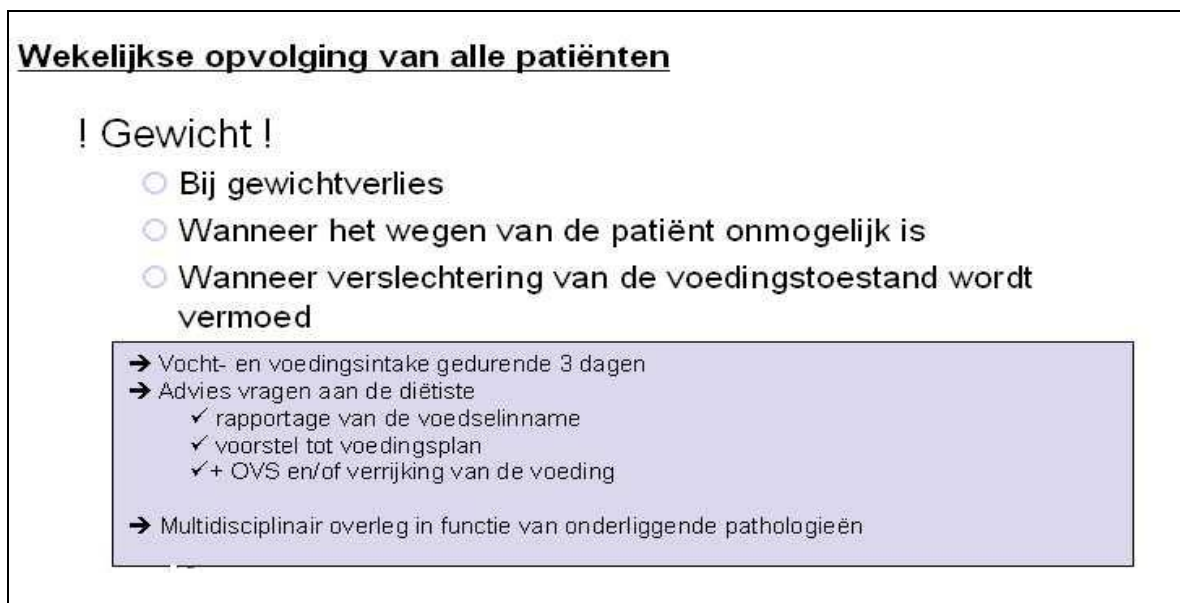 Wekelijkse opvolging van alle patiënten
! Gewicht !
Bij gewichtverlies
Wanneer het wegen van de patiënt onmogelijk is
Wanneer verslechtering van de voedingstoestand wordt
vermoed
➔ Vocht- en voedingsintake gedurende 3 dagen
➔ Advies vragen aan de diëtiste
✓ rapportage van de voedselinname
✓ voorstel tot voedingsplan
✓+ OVS en/of verrijking van de voeding
➔ Multidisciplinair overleg in functie van onderliggende pathologieën